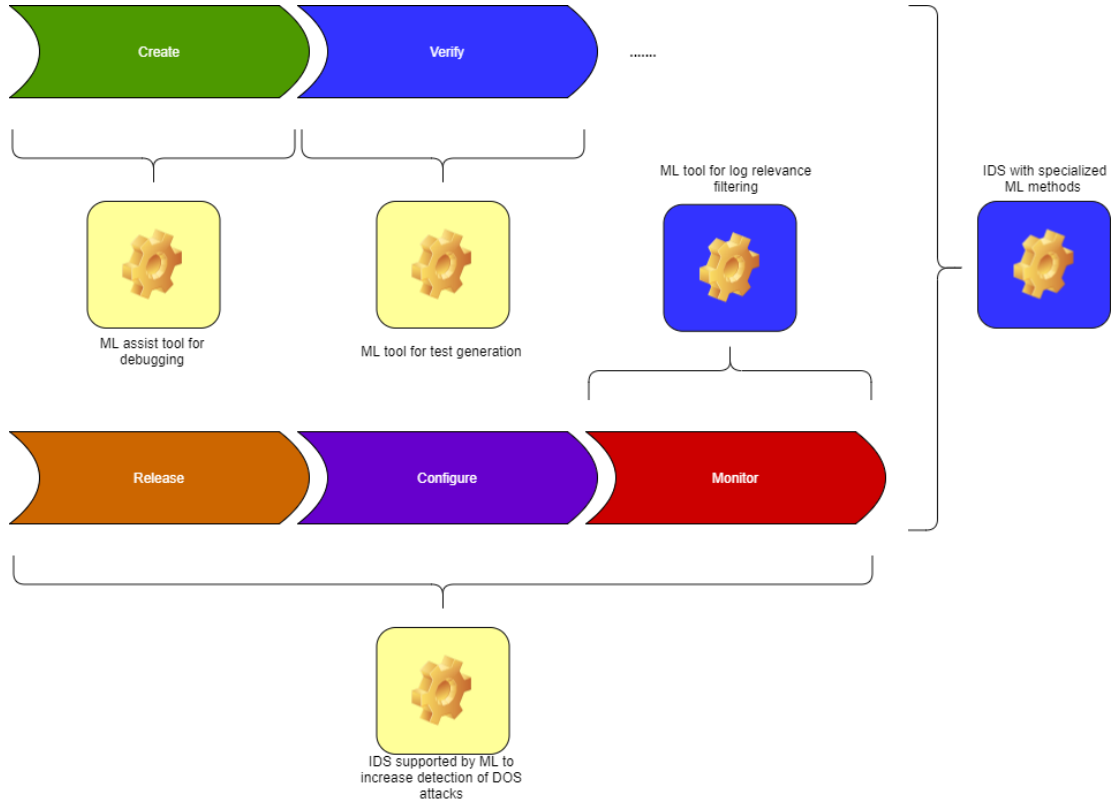 Create
Verify
.......
ML tool for log relevance
filtering
IDS with specialized
ML methods
ML assist tool for
debugging
ML tool for test generation
Release
Configure
Monitor
IDS supported by ML to
increase detection of DOS
attacks